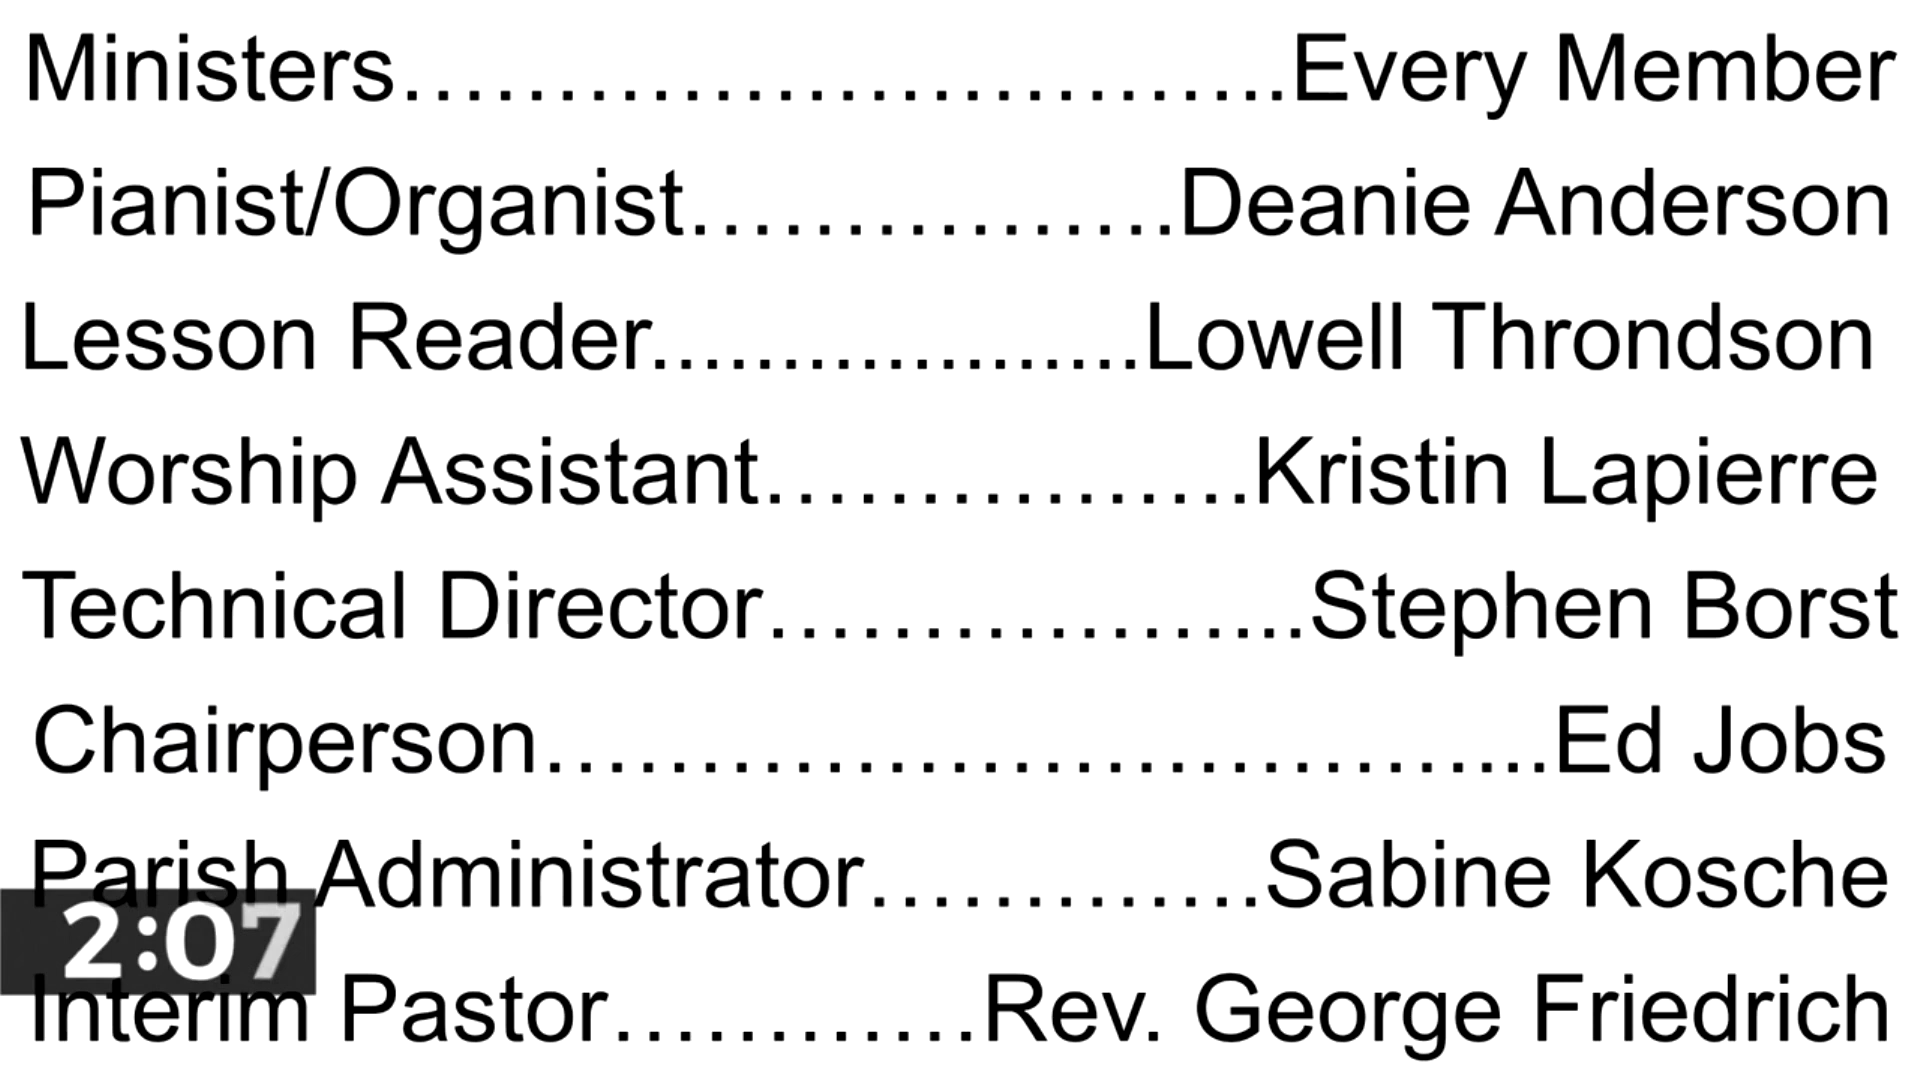 Ministers…………………………..Every Member
Pianist/Organist…………….Deanie Anderson
Lesson Reader...................Lowell Throndson
Worship Assistant…………….Kristin Lapierre
Technical Director………………...Stephen Borst
Chairperson……………………………...Ed Jobs
Parish Administrator………….Sabine Kosche
2:07
Interim Pastor…………Rev. George Friedrich